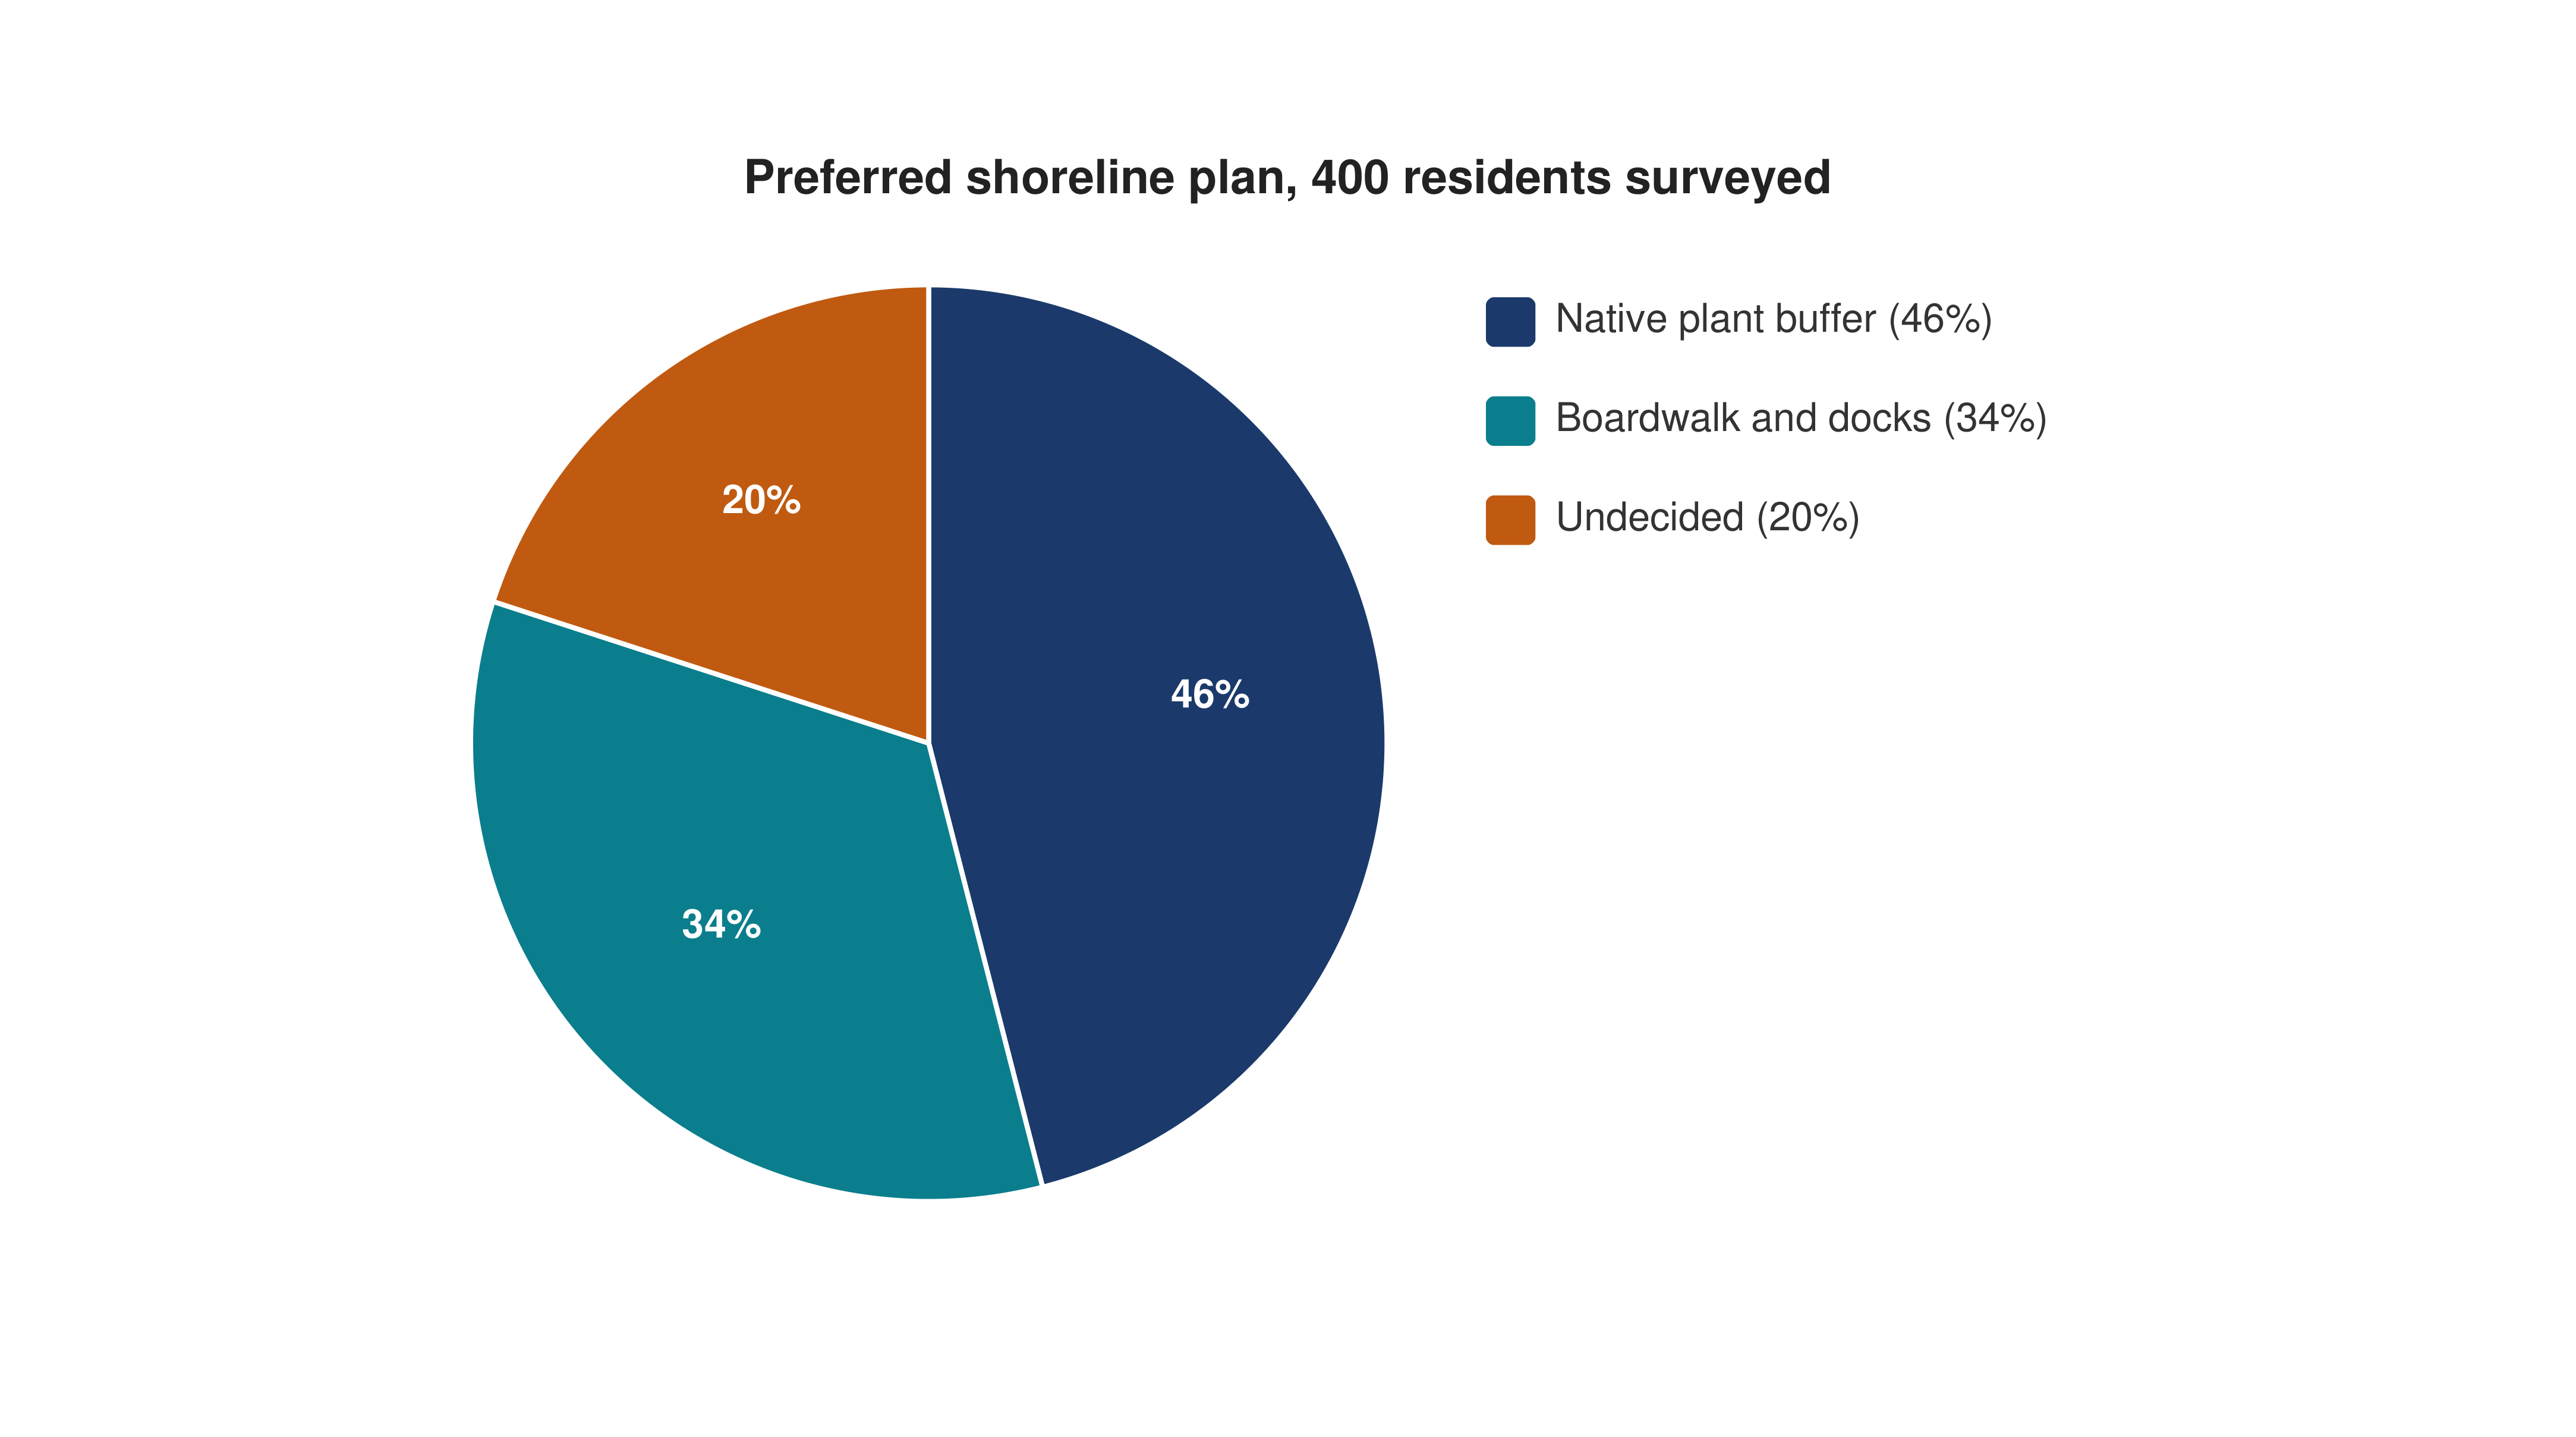 Preferred shoreline plan, 400 residents surveyed
Native plant buffer (46%)
Boardwalk and docks (34%)
Undecided (20%)
20%
46%
34%